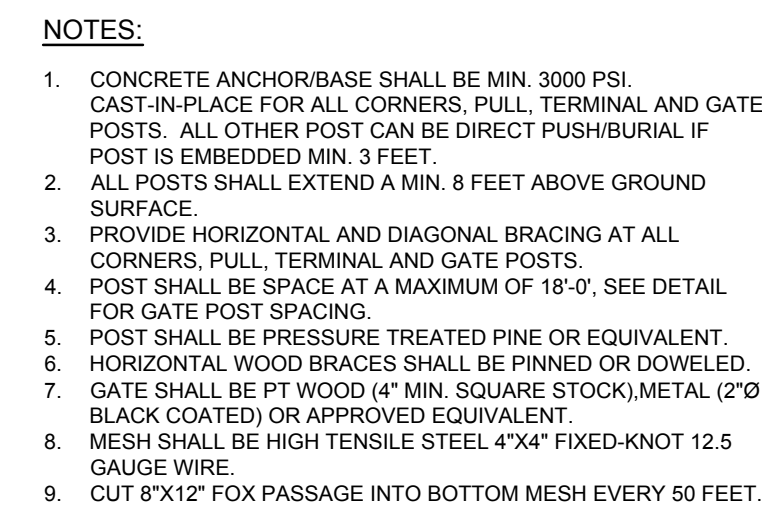 NOTES:
1. CONCRETE ANCHOR/BASE SHALL BE MIN. 3000 PSI.
CAST-IN-PLACE FOR ALL CORNERS, PULL, TERMINAL AND GATE
POSTS. ALL OTHER POST CAN BE DIRECT PUSH/BURIAL IF
POST IS EMBEDDED MIN. 3 FEET.
2. ALL POSTS SHALL EXTEND A MIN. 8 FEET ABOVE GROUND
SURFACE.
3. PROVIDE HORIZONTAL AND DIAGONAL BRACING AT ALL
CORNERS, PULL, TERMINAL AND GATE POSTS.
4. POST SHALL BE SPACE AT A MAXIMUM OF 18'-0', SEE DETAIL
FOR GATE POST SPACING.
5. POST SHALL BE PRESSURE TREATED PINE OR EQUIVALENT.
6. HORIZONTAL WOOD BRACES SHALL BE PINNED OR DOWELED.
7. GATE SHALL BE PT WOOD (4" MIN. SQUARE STOCK),METAL (2"Ø
BLACK COATED) OR APPROVED EQUIVALENT.
8. MESH SHALL BE HIGH TENSILE STEEL 4"X4" FIXED-KNOT 12.5
GAUGE WIRE.
9. CUT 8"X12" FOX PASSAGE INTO BOTTOM MESH EVERY 50 FEET.